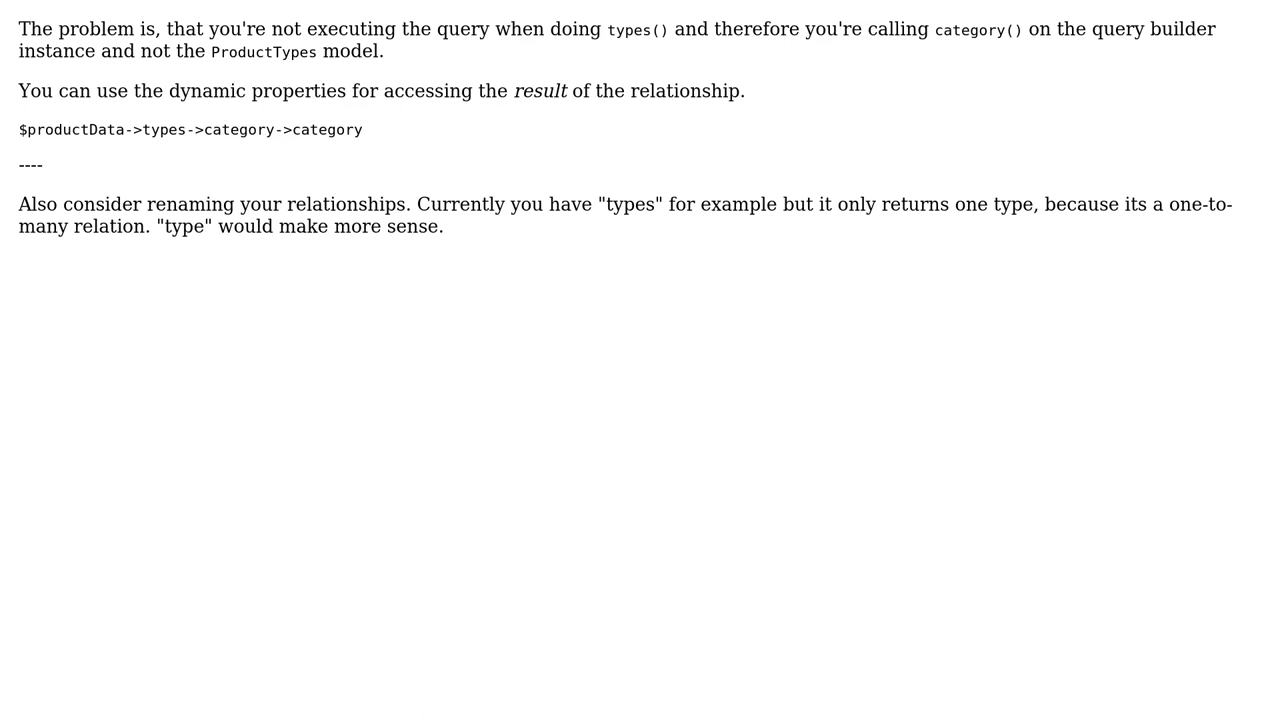 The problem is, that you're not executing the query when doing types() and therefore you're calling category() on the query builder
instance and not the ProductTypes model.
You can use the dynamic properties for accessing the result of the relationship.
$productData->types->category->category
----
Also consider renaming your relationships. Currently you have "types" for example but it only returns one type, because its a one-to-
many relation. "type" would make more sense.